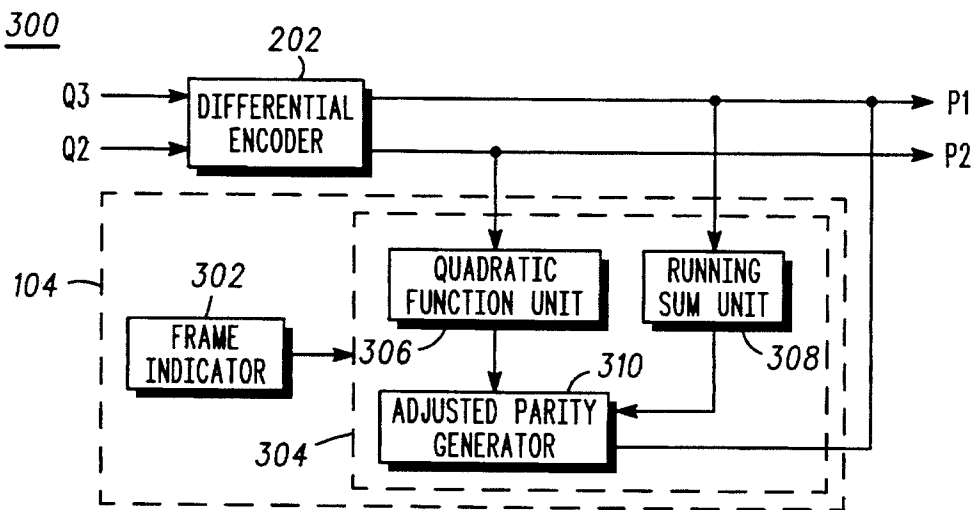 300
202
Q3
Q2
DIFFERENTIAL
ENCODER
P1
P2
104
302
FRAME
INDICATOR
QUADRATIC
FUNCTION UNIT
306
RUNNING
SUM UNIT
308
310
ADJUSTED PARITY
GENERATOR
304